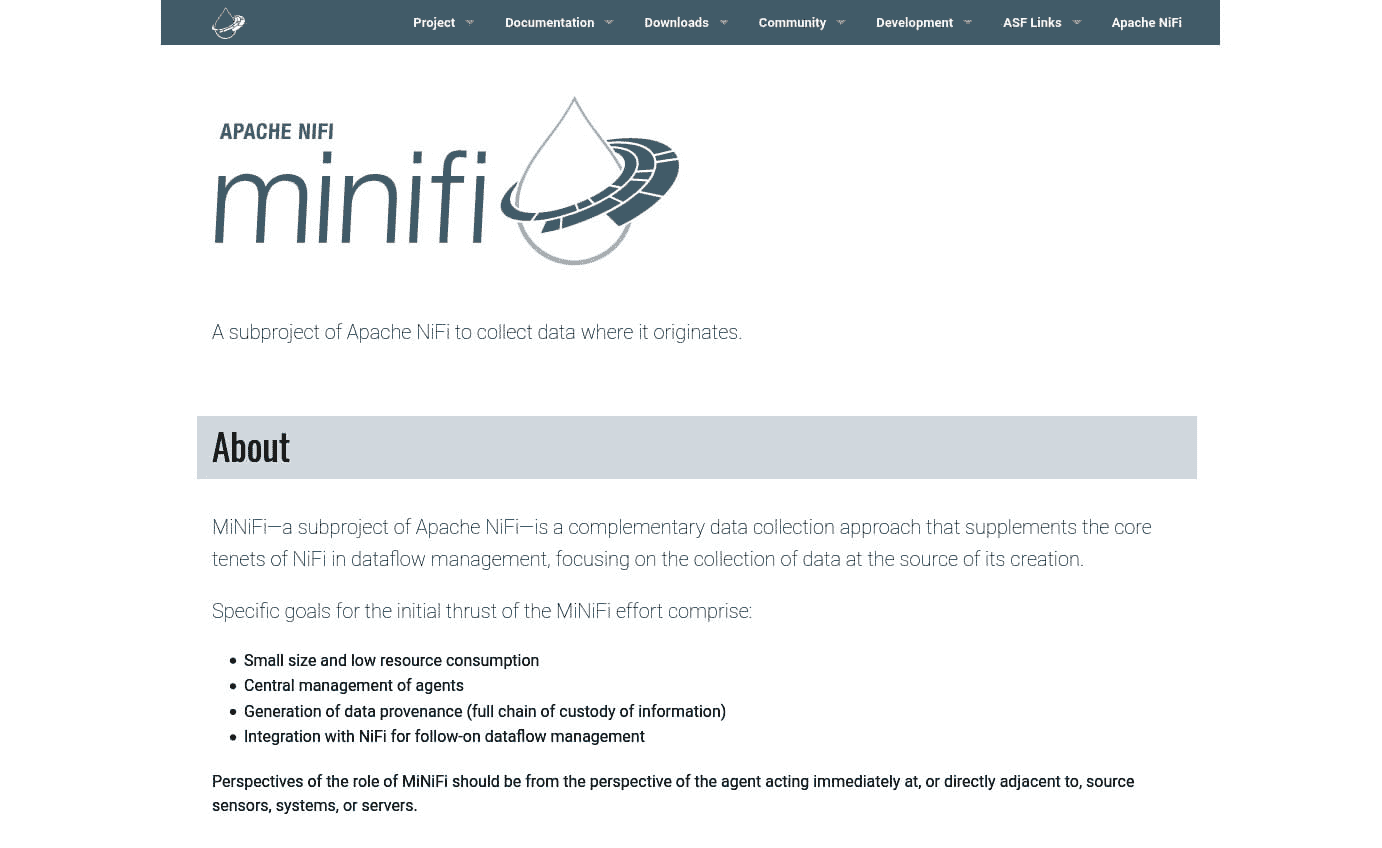 Project Documentation Downloads Community Development ASF Links Apache NiFi
APACHE NIFI
minifi
A subproject of Apache NiFi to collect data where it originates.
About
MiNiFi—a subproject of Apache NiFi—is a complementary data collection approach that supplements the core
tenets of NiFi in dataflow management, focusing on the collection of data at the source of its creation.
Specific goals for the initial thrust of the MiNiFi effort comprise:
• Small size and low resource consumption
• Central management of agents
• Generation of data provenance (full chain of custody of information)
• Integration with NiFi for follow-on dataflow management
Perspectives of the role of MiNiFi should be from the perspective of the agent acting immediately at, or directly adjacent to, source
sensors, systems, or servers.